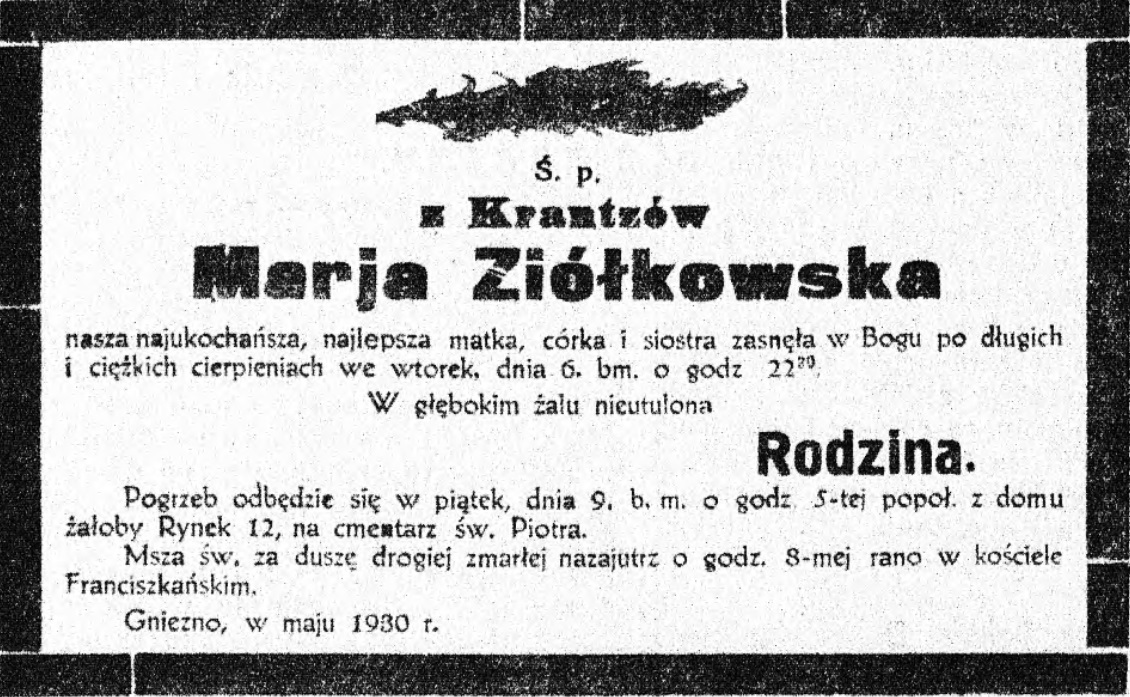 Ś. p.
z Krantzów
Marja Ziółkowska
nasza najukochańsza, najlepsza matka, córka i siostra zasnęła w Bogu po długich
i ciężkich cierpieniach we wtorek, dnia 6. bm. o godz 22³⁰.
W głębokim żalu nieutulona
Rodzina.
Pogrzeb odbędzie się w piątek, dnia 9. b. m. o godz. 5-tej popoł. z domu
żałoby Rynek 12, na cmentarz św. Piotra.
Msza św. za duszę drogiej zmarłej nazajutrz o godz. 8-mej rano w kościele
Franciszkańskim.
Gniezno, w maju 1930 r.